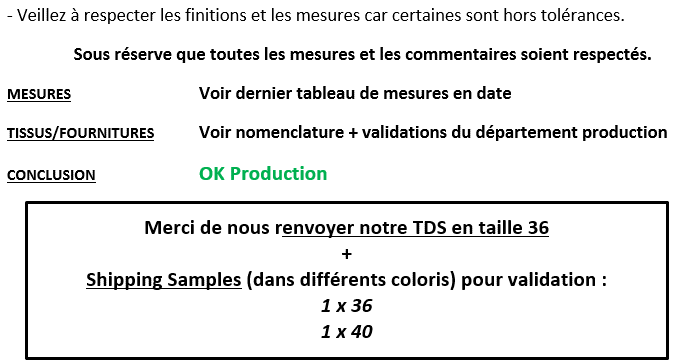 - Veillez à respecter les finitions et les mesures car certaines sont hors tolérances.
Sous réserve que toutes les mesures et les commentaires soient respectés.
MESURES Voir dernier tableau de mesures en date
TISSUS/FOURNITURES Voir nomenclature + validations du département production
CONCLUSION OK Production
Merci de nous renvoyer notre TDS en taille 36
+
Shipping Samples (dans différents coloris) pour validation :
1 x 36
1 x 40